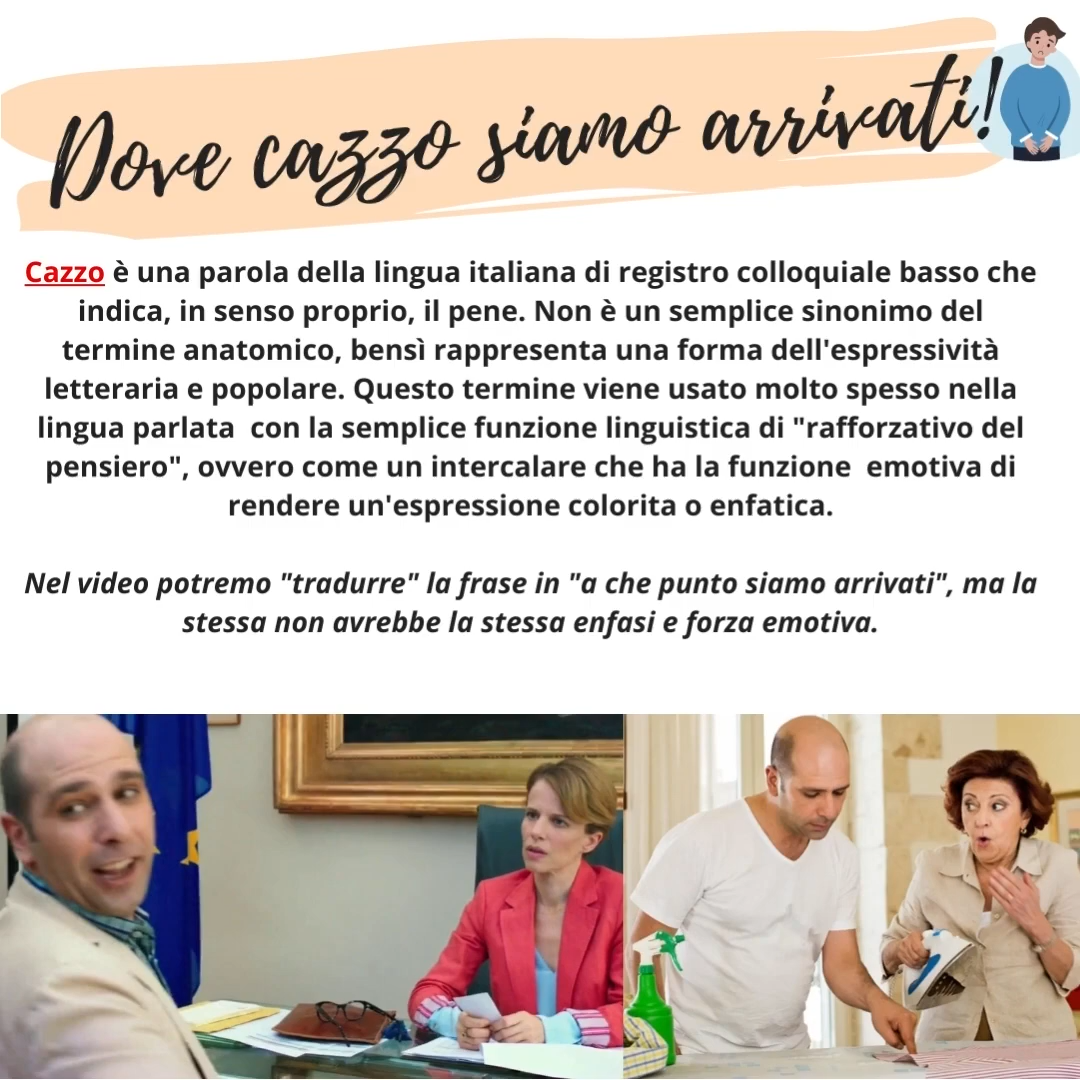 Dove cazzo siamo arrivati!
Cazzo è una parola della lingua italiana di registro colloquiale basso che
indica, in senso proprio, il pene. Non è un semplice sinonimo del
termine anatomico, bensì rappresenta una forma dell'espressività
letteraria e popolare. Questo termine viene usato molto spesso nella
lingua parlata  con la semplice funzione linguistica di "rafforzativo del
pensiero", ovvero come un intercalare che ha la funzione  emotiva di
rendere un'espressione colorita o enfatica.
Nel video potremo "tradurre" la frase in "a che punto siamo arrivati", ma la
stessa non avrebbe la stessa enfasi e forza emotiva.